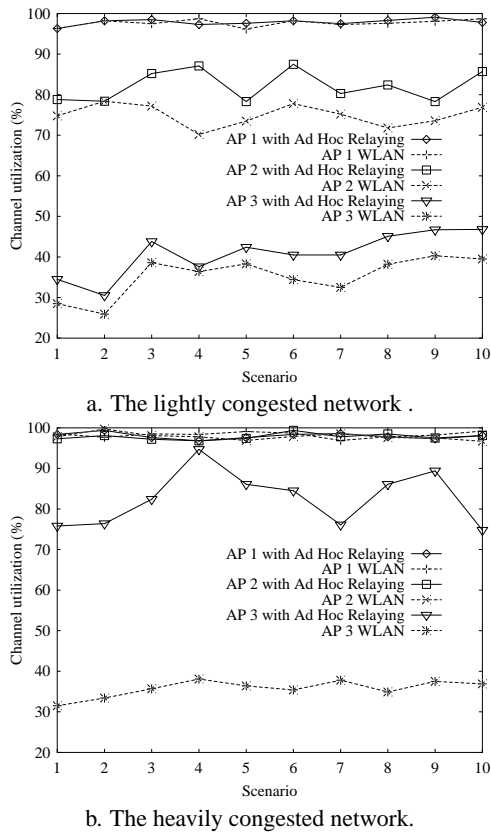 100
90
80
70
60
50
40
30
20
Channel utilization (%)
AP 1 with Ad Hoc Relaying
AP 1 WLAN
AP 2 with Ad Hoc Relaying
AP 2 WLAN
AP 3 with Ad Hoc Relaying
AP 3 WLAN
1 2 3 4 5 6 7 8 9 10
Scenario
a. The lightly congested network .
100
90
80
70
60
50
40
30
20
Channel utilization (%)
AP 1 with Ad Hoc Relaying
AP 1 WLAN
AP 2 with Ad Hoc Relaying
AP 2 WLAN
AP 3 with Ad Hoc Relaying
AP 3 WLAN
1 2 3 4 5 6 7 8 9 10
Scenario
b. The heavily congested network.